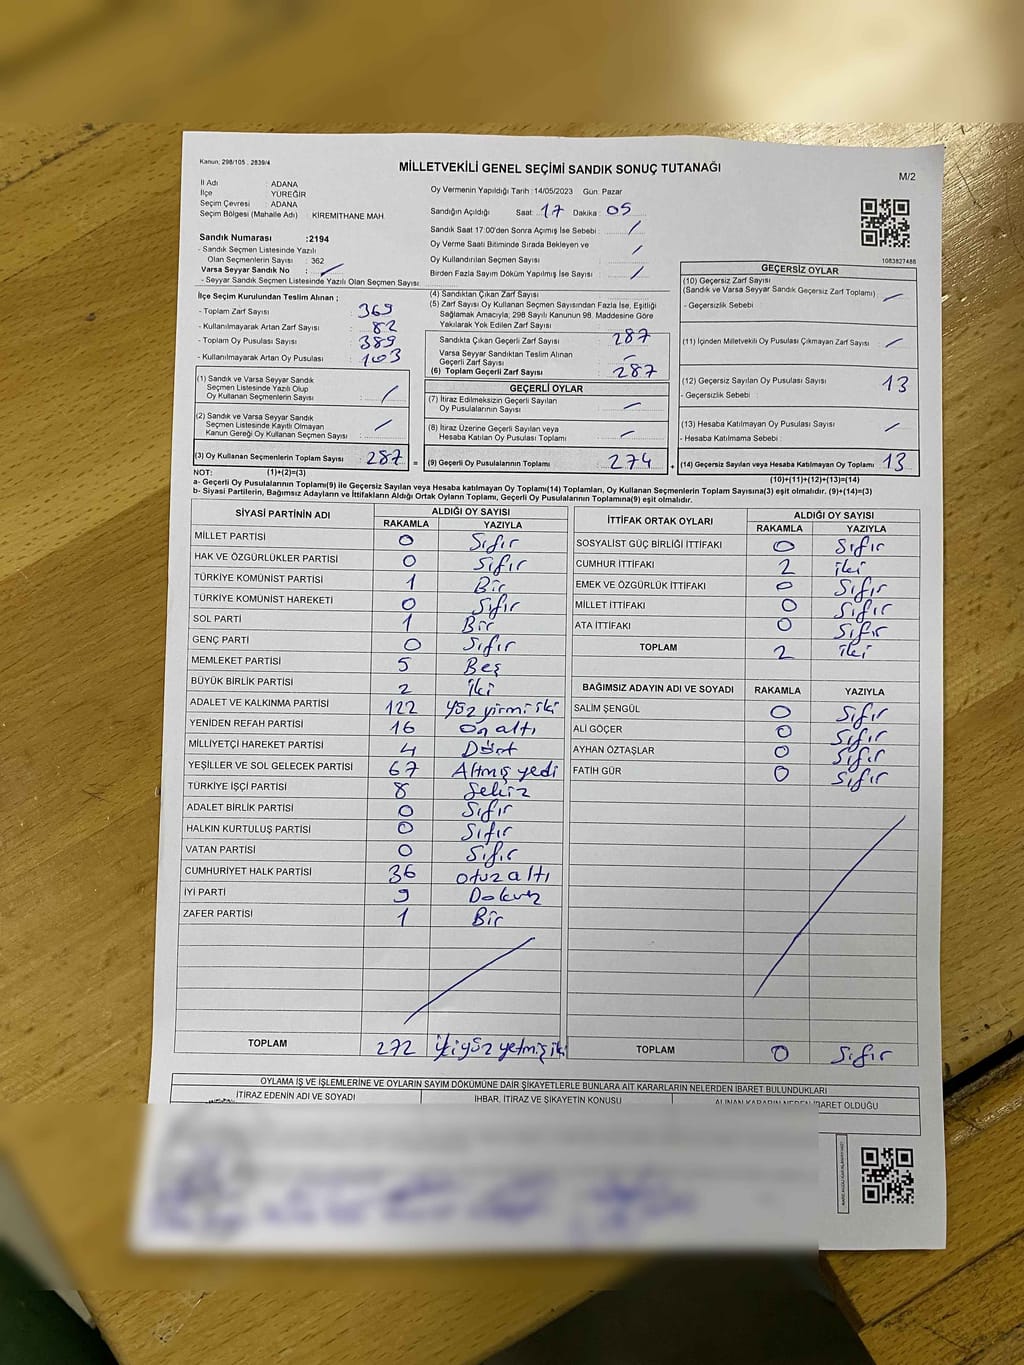 Kanun; 298/105 , 2839/4
MİLLETVEKİLİ GENEL SEÇİMİ SANDIK SONUÇ TUTANAĞI
M/2
İl Adı : ADANA
İlçe : YÜREĞİR
Seçim Çevresi : ADANA
Seçim Bölgesi (Mahalle Adı) : KİREMİTHANE MAH.
Sandık Numarası :2194
- Sandık Seçmen Listesinde Yazılı
Olan Seçmenlerin Sayısı : 362
Varsa Seyyar Sandık No :
- Seyyar Sandık Seçmen Listesinde Yazılı Olan Seçmen Sayısı
Oy Vermenin Yapıldığı Tarih :14/05/2023 Gün: Pazar
Sandığın Açıldığı Saat: 17 Dakika : 05
Sandık Saat 17:00'den Sonra Açımış İse Sebebi : /
Oy Verme Saati Bitiminde Sırada Bekleyen ve
Oy Kullandırılan Seçmen Sayısı : /
Birden Fazla Sayım Döküm Yapılmış İse Sayısı : /
1083827488
İlçe Seçim Kurulundan Teslim Alınan ;
- Toplam Zarf Sayısı : 369
- Kullanılmayarak Artan Zarf Sayısı : 82
- Toplam Oy Pusulası Sayısı : 389
- Kullanılmayarak Artan Oy Pusulası : 103
(1) Sandık ve Varsa Seyyar Sandık
Seçmen Listesinde Yazılı Olup
Oy Kullanan Seçmenlerin Sayısı : /
(2) Sandık ve Varsa Seyyar Sandık
Seçmen Listesinde Kayıtlı Olmayan
Kanun Gereği Oy Kullanan Seçmen Sayısı : /
(3) Oy Kullanan Seçmenlerin Toplam Sayısı : 287
(4) Sandıktan Çıkan Zarf Sayısı
(5) Zarf Sayısı Oy Kullanan Seçmen Sayısından Fazla İse, Eşitliği
Sağlamak Amacıyla, 298 Sayılı Kanunun 98. Maddesine Göre
Yakılarak Yok Edilen Zarf Sayısı
Sandıkta Çıkan Geçerli Zarf Sayısı : 287
Varsa Seyyar Sandıktan Teslim Alınan
Geçerli Zarf Sayısı : -
(6) Toplam Geçerli Zarf Sayısı : 287
GEÇERLİ OYLAR
(7) İtiraz Edilmeksizin Geçerli Sayılan
Oy Pusulalarının Sayısı : -
(8) İtiraz Üzerine Geçerli Sayılan veya
Hesaba Katılan Oy Pusulası Toplamı : -
= (9) Geçerli Oy Pusulalarının Toplamı : 274 +
GEÇERSİZ OYLAR
(10) Geçersiz Zarf Sayısı
(Sandık ve Varsa Seyyar Sandık Geçersiz Zarf Toplamı) : -
- Geçersizlik Sebebi :
(11) İçinden Milletvekili Oy Pusulası Çıkmayan Zarf Sayısı : -
(12) Geçersiz Sayılan Oy Pusulası Sayısı : 13
- Geçersizlik Sebebi :
(13) Hesaba Katılmayan Oy Pusulası Sayısı : -
- Hesaba Katılmama Sebebi :
(14) Geçersiz Sayılan veya Hesaba Katılmayan Oy Toplamı : 13
NOT: (1)+(2)=(3)
(10)+(11)+(12)+(13)=(14)
a- Geçerli Oy Pusulalarının Toplamı(9) ile Geçersiz Sayılan veya Hesaba Katılmayan Oy Toplamı(14) Toplamları, Oy Kullanan Seçmenlerin Toplam Sayısına(3) eşit olmalıdır. (9)+(14)=(3)
b- Siyasi Partilerin, Bağımsız Adayların ve İttifakların Aldığı Ortak Oyların Toplamı, Geçerli Oy Pusulalarının Toplamına(9) eşit olmalıdır.
SİYASİ PARTİNİN ADI ALDIĞI OY SAYISI
RAKAMLA YAZIYLA
MİLLET PARTİSİ 0 Sıfır
HAK VE ÖZGÜRLÜKLER PARTİSİ 0 Sıfır
TÜRKİYE KOMÜNİST PARTİSİ 1 Bir
TÜRKİYE KOMÜNİST HAREKETİ 0 Sıfır
SOL PARTİ 1 Bir
GENÇ PARTİ 0 Sıfır
MEMLEKET PARTİSİ 5 Beş
BÜYÜK BİRLİK PARTİSİ 2 iki
ADALET VE KALKINMA PARTİSİ 122 yüz yirmi iki
YENİDEN REFAH PARTİSİ 16 on altı
MİLLİYETÇİ HAREKET PARTİSİ 4 Dört
YEŞİLLER VE SOL GELECEK PARTİSİ 67 Altmış yedi
TÜRKİYE İŞÇİ PARTİSİ 8 Sekiz
ADALET BİRLİK PARTİSİ 0 Sıfır
HALKIN KURTULUŞ PARTİSİ 0 Sıfır
VATAN PARTİSİ 0 Sıfır
CUMHURİYET HALK PARTİSİ 36 otuz altı
İYİ PARTİ 9 Dokuz
ZAFER PARTİSİ 1 Bir
TOPLAM 272 ikiyüz yetmiş iki
İTTİFAK ORTAK OYLARI ALDIĞI OY SAYISI
RAKAMLA YAZIYLA
SOSYALİST GÜÇ BİRLİĞİ İTTİFAKI 0 Sıfır
CUMHUR İTTİFAKI 2 iki
EMEK VE ÖZGÜRLÜK İTTİFAKI 0 Sıfır
MİLLET İTTİFAKI 0 Sıfır
ATA İTTİFAKI 0 Sıfır
TOPLAM 2 iki
BAĞIMSIZ ADAYIN ADI VE SOYADI RAKAMLA YAZIYLA
SALİM ŞENGÜL 0 Sıfır
ALİ GÖÇER 0 Sıfır
AYHAN ÖZTAŞLAR 0 Sıfır
FATİH GÜR 0 Sıfır
TOPLAM 0 Sıfır
OYLAMA İŞ VE İŞLEMLERİNE VE OYLARIN SAYIM DÖKÜMÜNE DAİR ŞİKAYETLERLE BUNLARA AİT KARARLARIN NELERDEN İBARET BULUNDUKLARI
İTİRAZ EDENİN ADI VE SOYADI İHBAR, İTİRAZ VE ŞİKAYETİN KONUSU ALINAN KARARIN NEDEN İBARET OLDUĞU